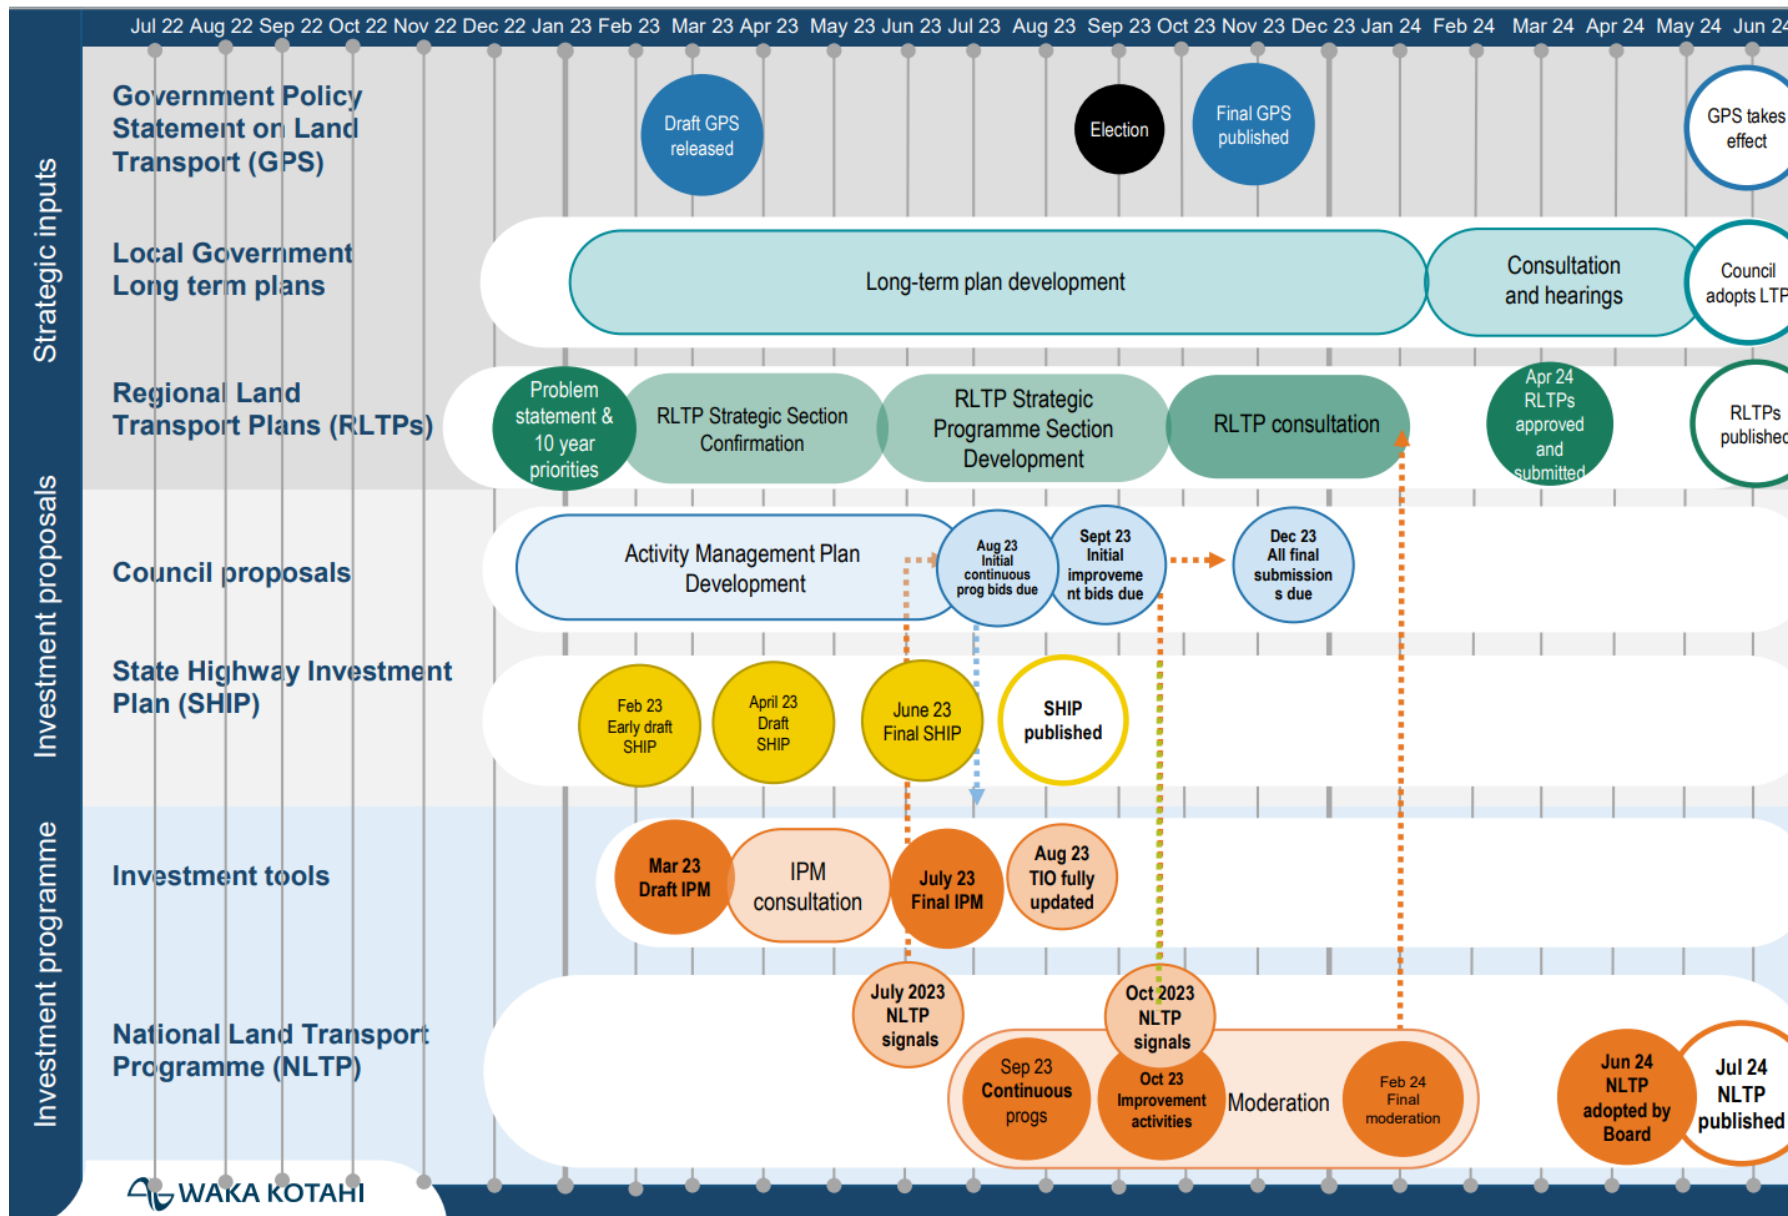 Jul 22 Aug 22 Sep 22 Oct 22 Nov 22 Dec 22 Jan 23 Feb 23 Mar 23 Apr 23 May 23 Jun 23 Jul 23 Aug 23 Sep 23 Oct 23 Nov 23 Dec 23 Jan 24 Feb 24 Mar 24 Apr 24 May 24 Jun 24
Strategic inputs
Government Policy
Statement on Land
Transport (GPS)
Draft GPS
released
Election
Final GPS
published
GPS takes
effect
Local Government
Long term plans
Long-term plan development
Consultation
and hearings
Council
adopts LTP
Regional Land
Transport Plans (RLTPs)
Problem
statement &
10 year
priorities
RLTP Strategic Section
Confirmation
RLTP Strategic
Programme Section
Development
RLTP consultation
Apr 24
RLTPs
approved
and
submitted
RLTPs
published
Investment proposals
Council proposals
Activity Management Plan
Development
Aug 23
Initial
continuous
prog bids due
Sept 23
Initial
improveme
nt bids due
Dec 23
All final
submission
s due
State Highway Investment
Plan (SHIP)
Feb 23
Early draft
SHIP
April 23
Draft
SHIP
June 23
Final SHIP
SHIP
published
Investment programme
Investment tools
Mar 23
Draft IPM
IPM
consultation
July 23
Final IPM
Aug 23
TIO fully
updated
National Land Transport
Programme (NLTP)
July 2023
NLTP
signals
Oct 2023
NLTP
signals
Sep 23
Continuous
progs
Oct 23
Improvement
activities
Moderation
Feb 24
Final
moderation
Jun 24
NLTP
adopted by
Board
Jul 24
NLTP
published
WAKA KOTAHI